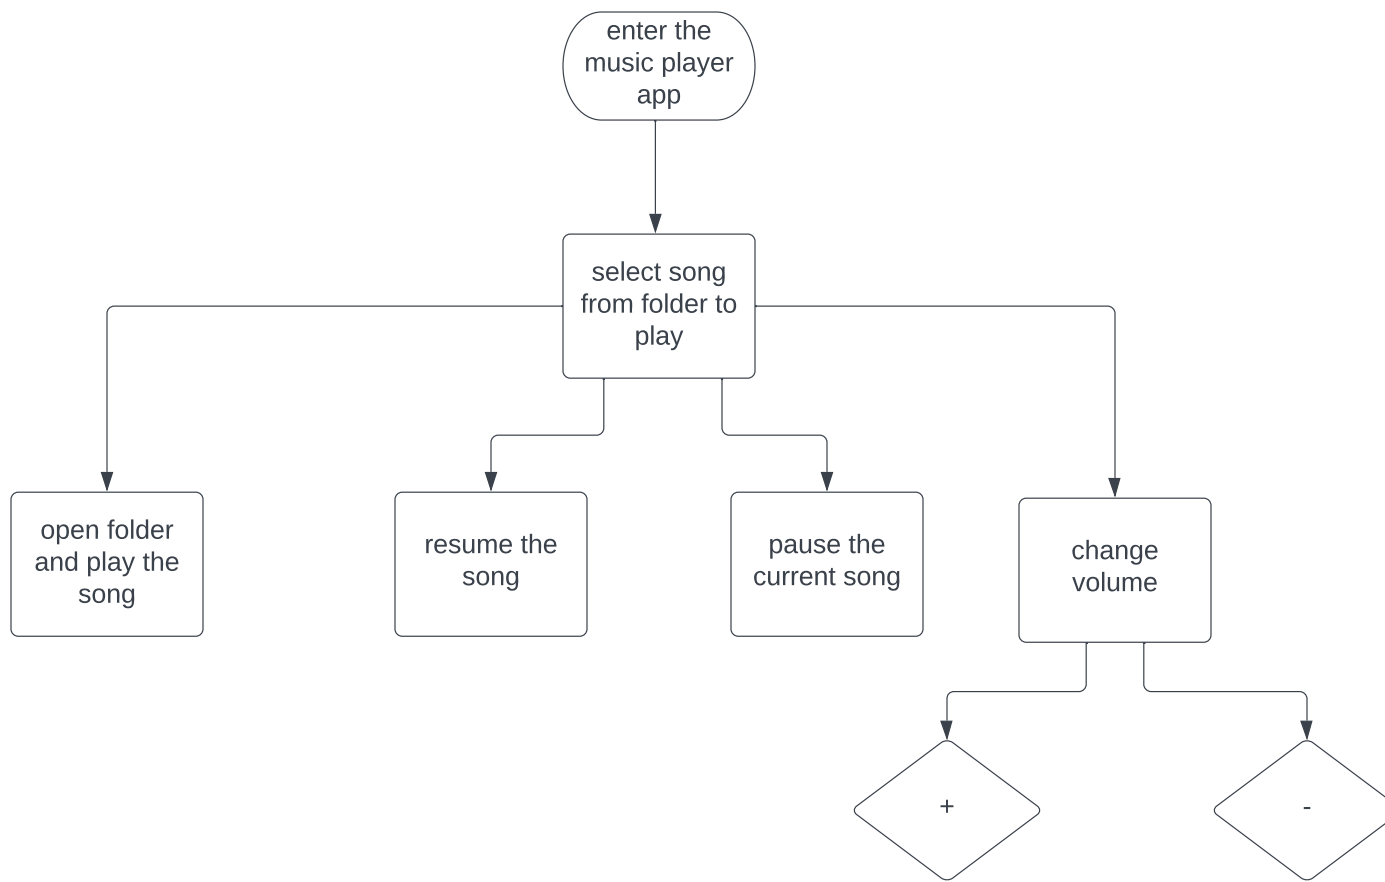 enter the
music player
app
select song
from folder to
play
open folder
and play the
song
resume the
song
pause the
current song
change
volume
+
-